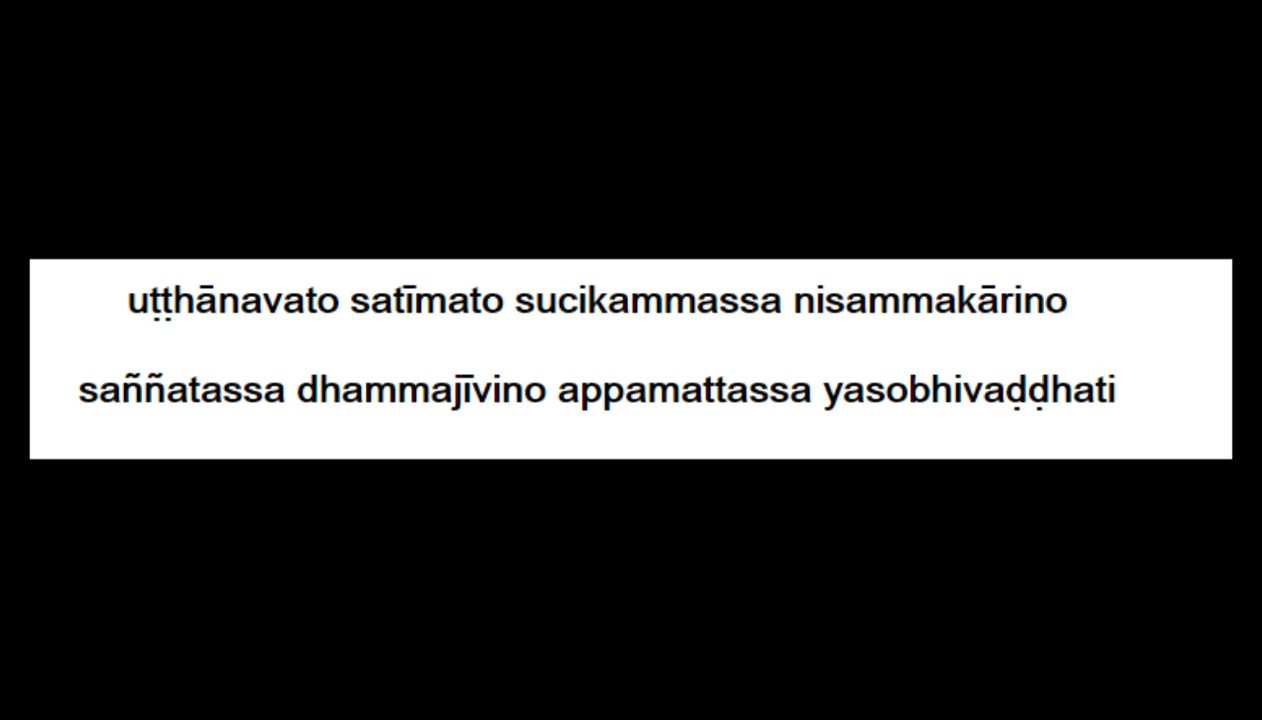 uṭṭhānavato satīmato sucikammassa nisammakārino
saññatassa dhammajīvino appamattassa yasobhivaḍḍhati